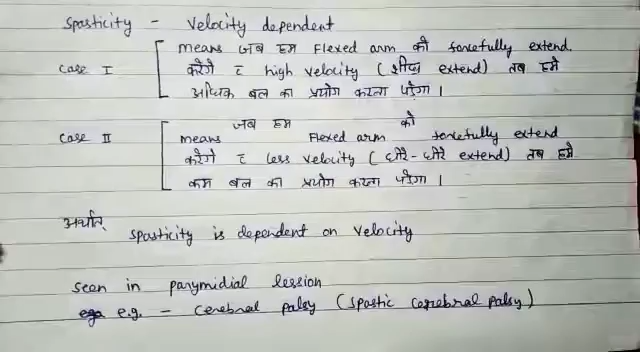 Spasticity - Velocity dependent
Case I
means जब हम Flexed arm को forcefully extend
करेंगे c̄ high velocity (शीघ्र extend) तब हमे
अधिक बल का प्रयोग करना पड़ेगा।
Case II
means जब हम Flexed arm को forcefully extend
करेंगे c̄ less velocity (धीरे-धीरे extend) तब हमे
कम बल का प्रयोग करना पड़ेगा।
अर्थात्
Spasticity is dependent on velocity
Seen in parymidial lession
e.g. - Cerebral palsy (Spastic cerebral palsy)